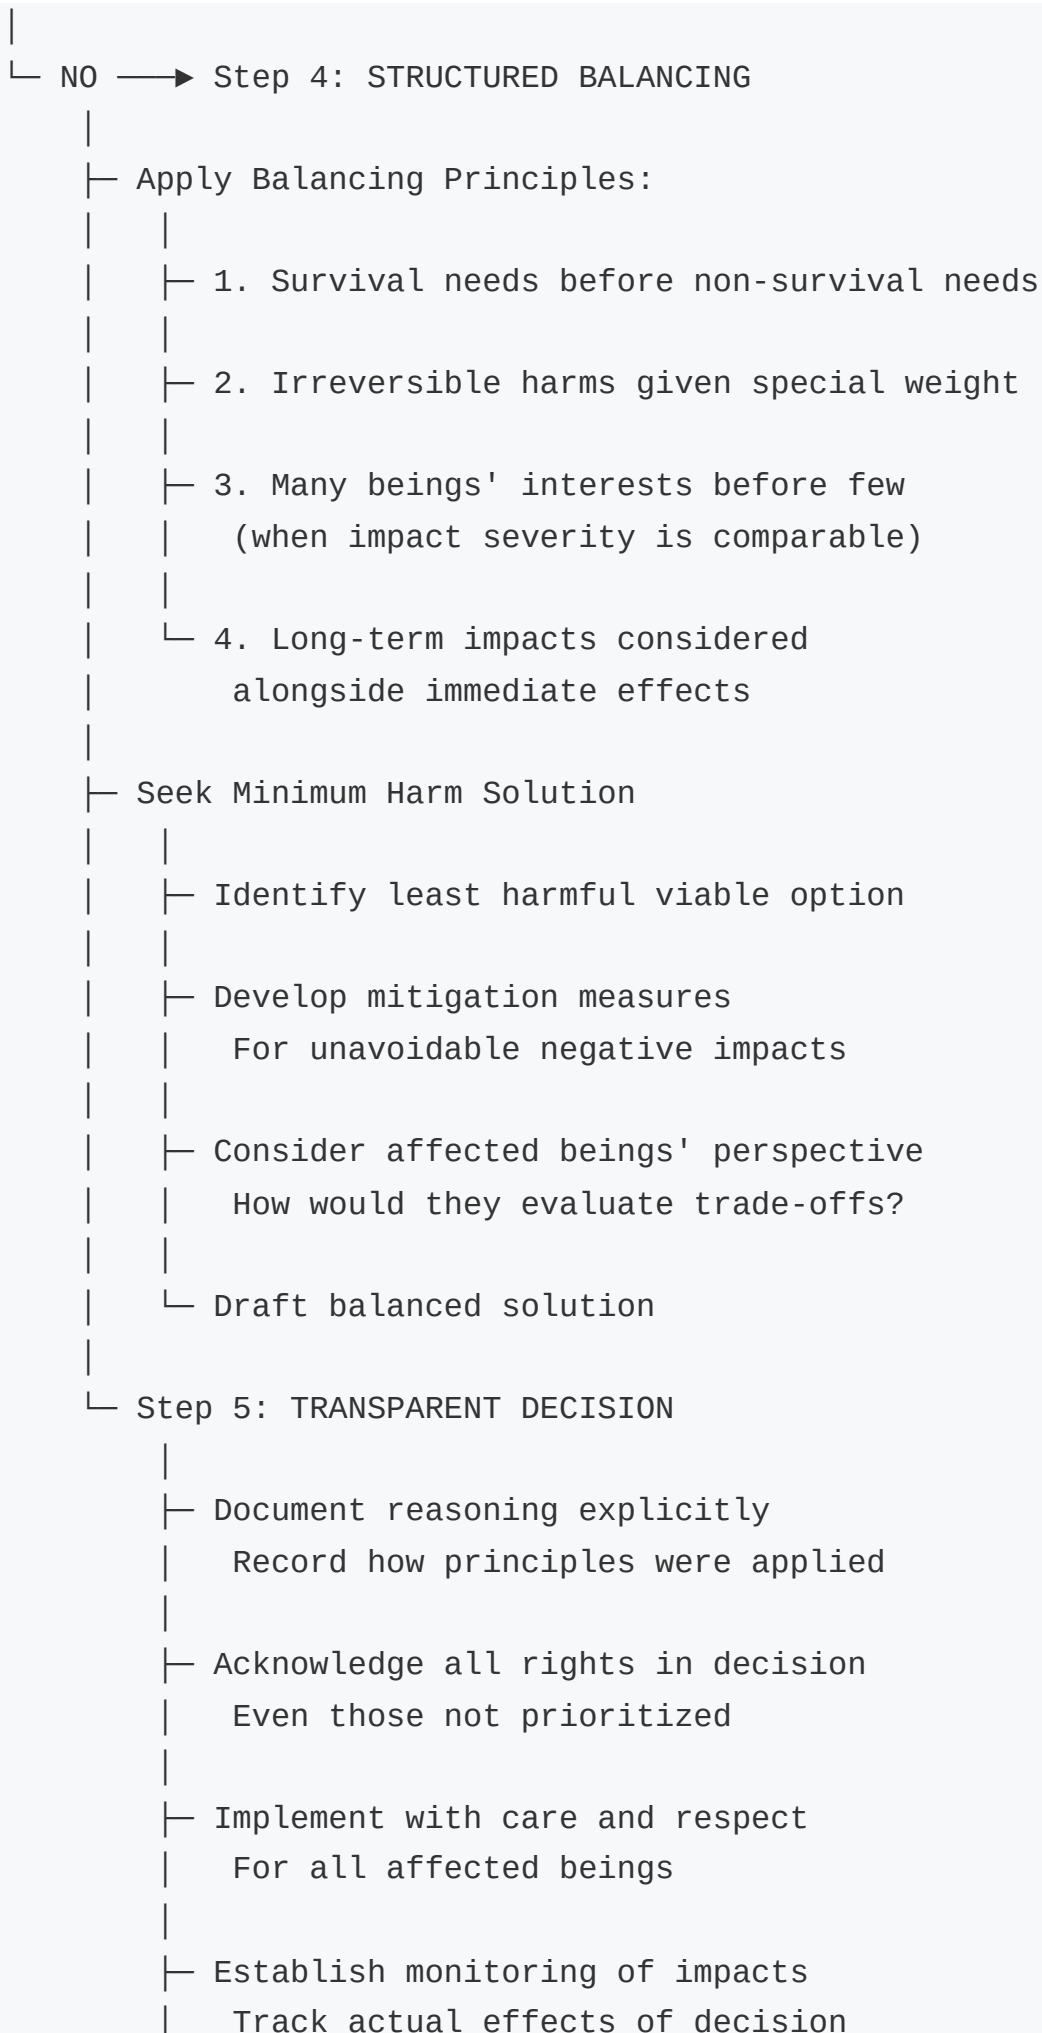 │
└─ NO ───► Step 4: STRUCTURED BALANCING
    │
    ├─ Apply Balancing Principles:
    │   │
    │   ├─ 1. Survival needs before non-survival needs
    │   │
    │   ├─ 2. Irreversible harms given special weight
    │   │
    │   ├─ 3. Many beings' interests before few
    │   │   (when impact severity is comparable)
    │   │
    │   └─ 4. Long-term impacts considered
    │       alongside immediate effects
    │
    ├─ Seek Minimum Harm Solution
    │   │
    │   ├─ Identify least harmful viable option
    │   │
    │   ├─ Develop mitigation measures
    │   │   For unavoidable negative impacts
    │   │
    │   ├─ Consider affected beings' perspective
    │   │   How would they evaluate trade-offs?
    │   │
    │   └─ Draft balanced solution
    │
    └─ Step 5: TRANSPARENT DECISION
        │
        ├─ Document reasoning explicitly
        │   Record how principles were applied
        │
        ├─ Acknowledge all rights in decision
        │   Even those not prioritized
        │
        ├─ Implement with care and respect
        │   For all affected beings
        │
        ├─ Establish monitoring of impacts
        │   Track actual effects of decision